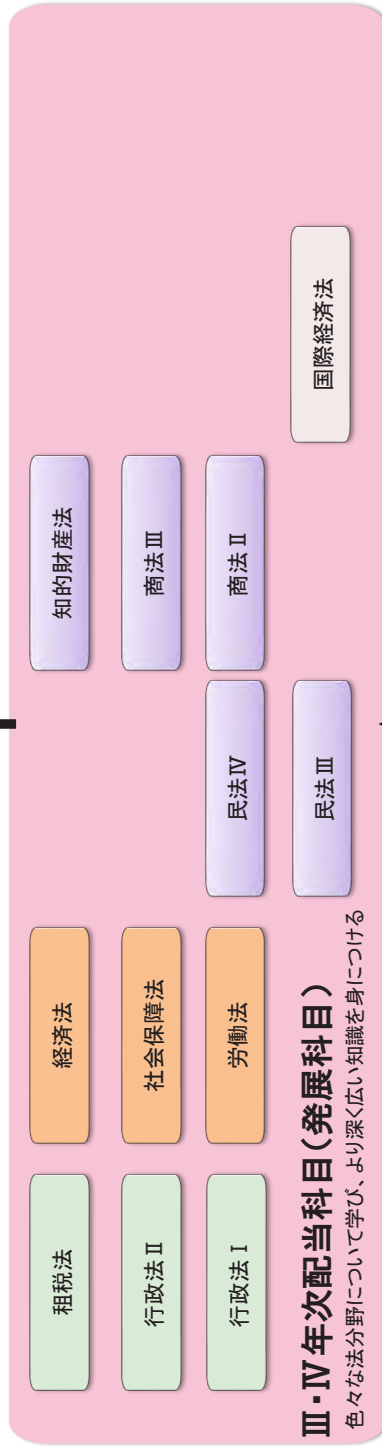 租税法
経済法
知的財産法
行政法Ⅱ
社会保障法
商法Ⅲ
行政法Ⅰ
労働法
民法Ⅳ
商法Ⅱ
民法Ⅲ
国際経済法
Ⅲ・Ⅳ年次配当科目(発展科目)
色々な法分野について学び、より深く広い知識を身につける